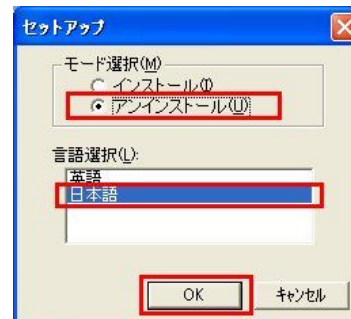 セットアップ
モード選択(M)
インストール(I)
アンインストール(U)
言語選択(L):
英語
日本語
OK
キャンセル